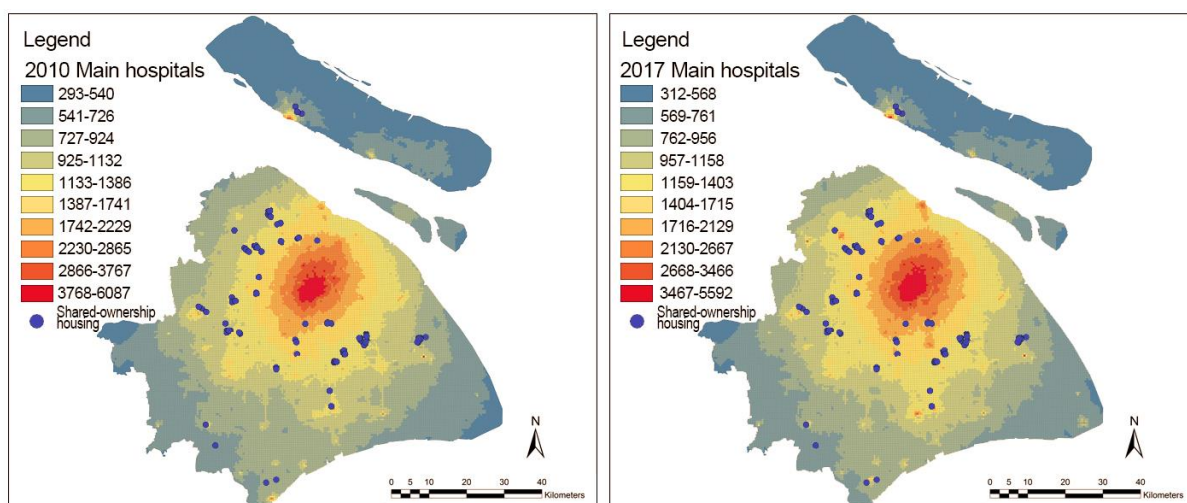 Legend
2010 Main hospitals
293-540
541-726
727-924
925-1132
1133-1386
1387-1741
1742-2229
2230-2865
2866-3767
3768-6087
Shared-ownership
housing
N
0 5 10 20 30 40
Kilometers
Legend
2017 Main hospitals
312-568
569-761
762-956
957-1158
1159-1403
1404-1715
1716-2129
2130-2667
2668-3466
3467-5592
Shared-ownership
housing
N
0 5 10 20 30 40
Kilometers